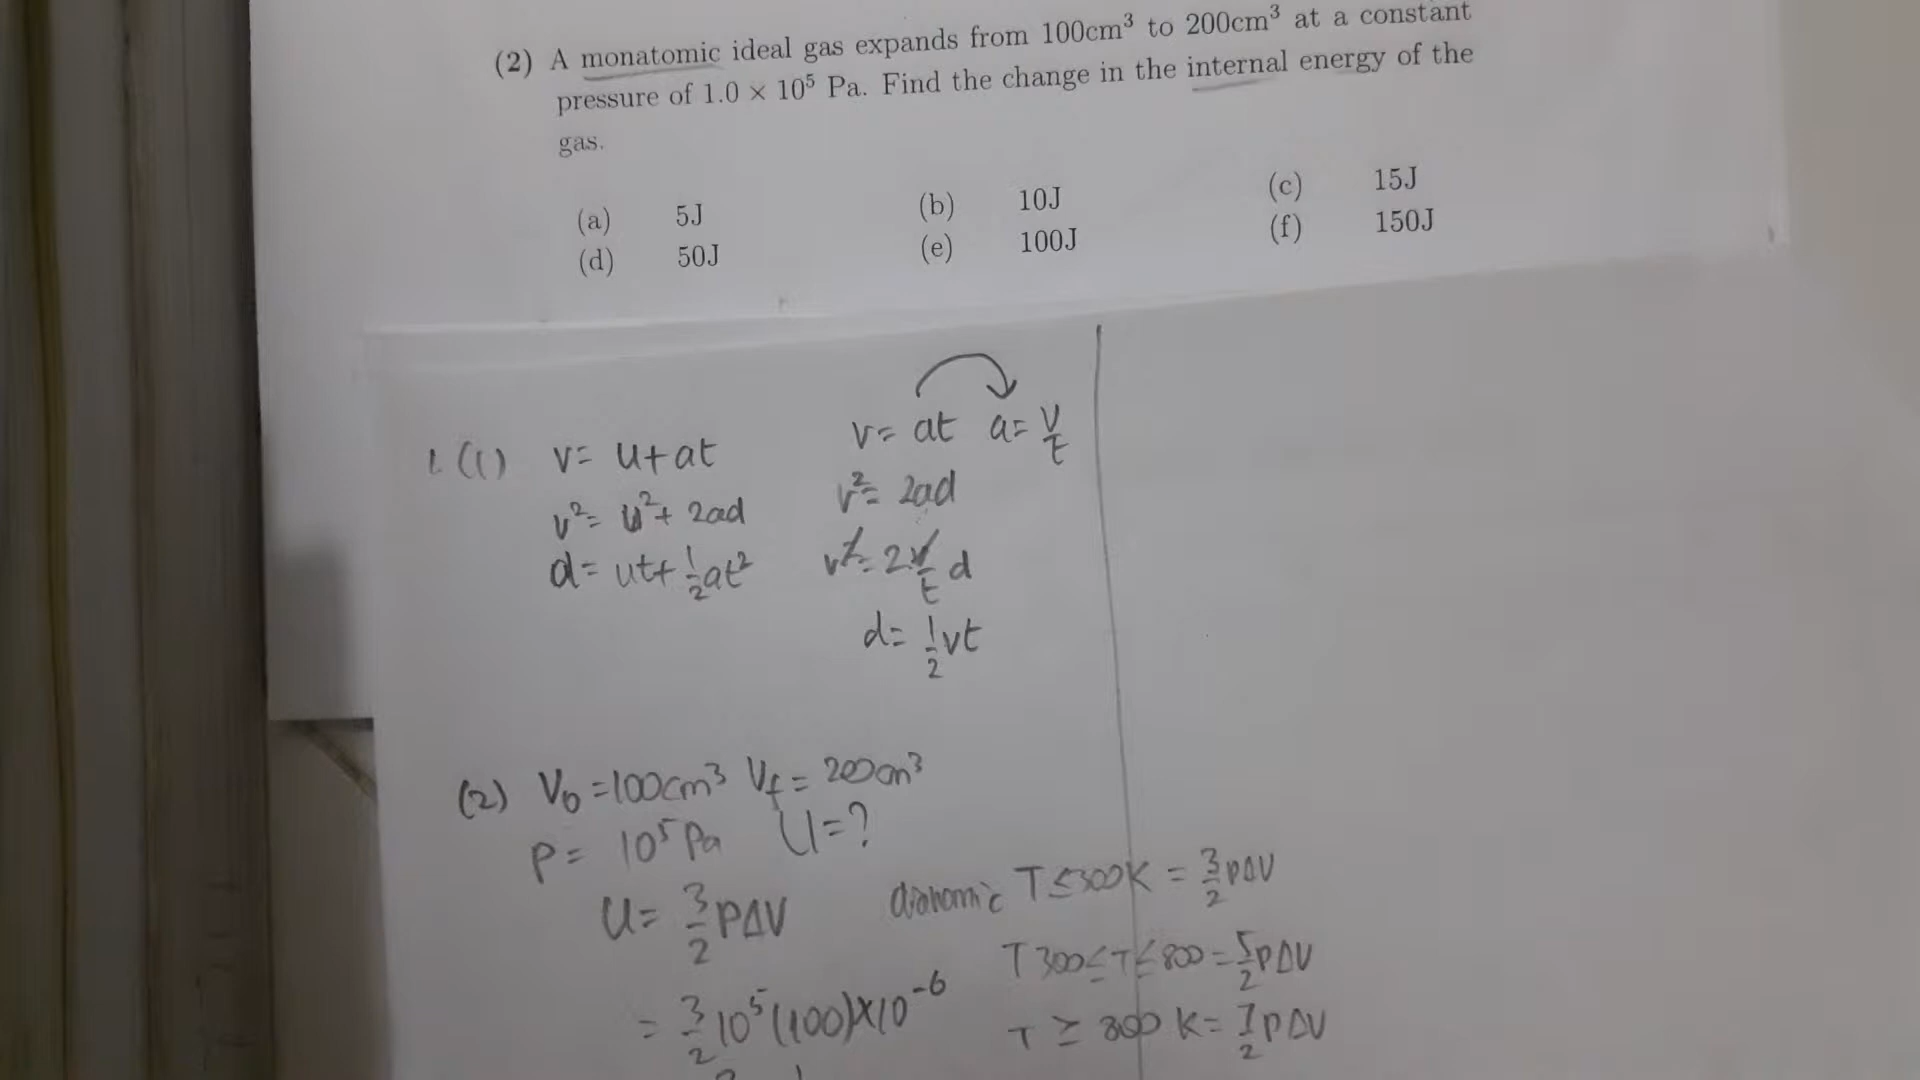 (2) A monatomic ideal gas expands from 100cm³ to 200cm³ at a constant
pressure of 1.0 × 10⁵ Pa. Find the change in the internal energy of the
gas.
(a) 5J (b) 10J (c) 15J
(d) 50J (e) 100J (f) 150J
1. (1) v = u + at
v² = u² + 2ad
d = ut + ½at²
v = at a = v/t
v² = 2ad
v² = 2 v/t d
d = ½vt
(2) V₀ = 100cm³ V_f = 200cm³
P = 10⁵ Pa U = ?
U = 3/2 PΔV
= 3/2 10⁵ (100) × 10⁻⁶
T ≤ 300K = 3/2 PΔV
T 300 ≤ T ≤ 800 = 5/2 PΔV
T ≥ 800 K = 7/2 PΔV